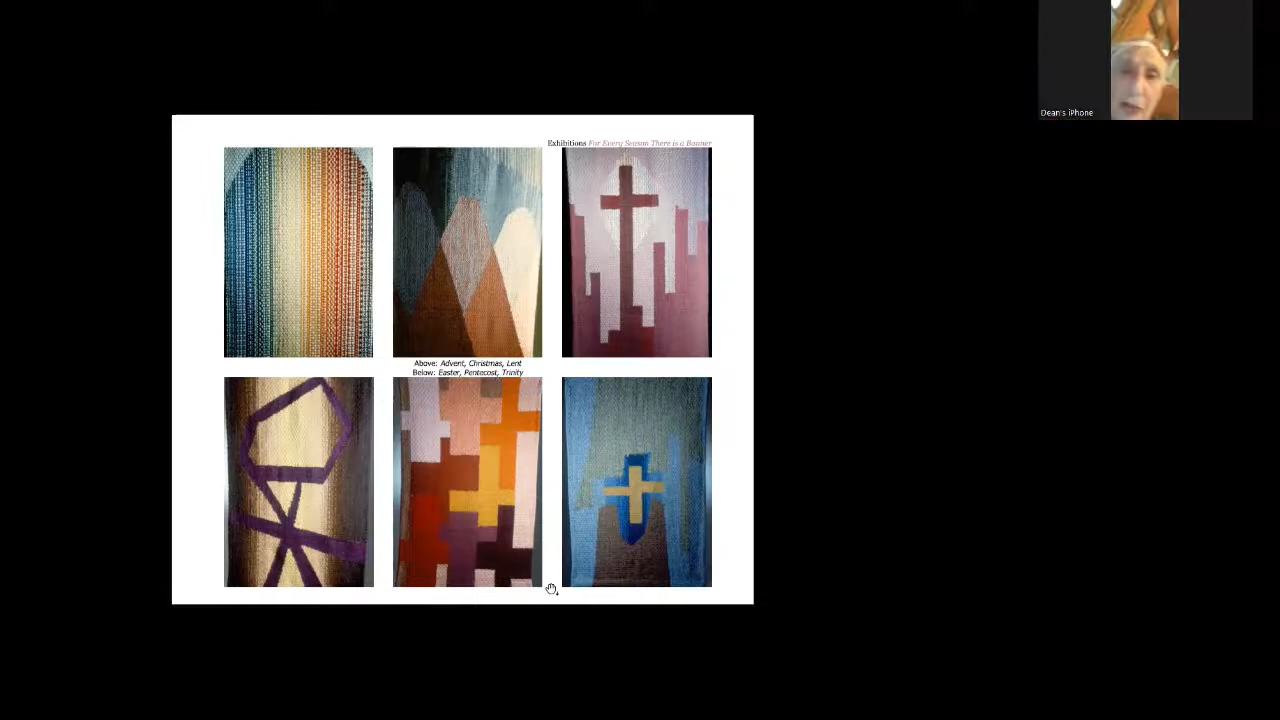 Dean's iPhone
Exhibitions For Every Season There is a Banner
Above: Advent, Christmas, Lent
Below: Easter, Pentecost, Trinity